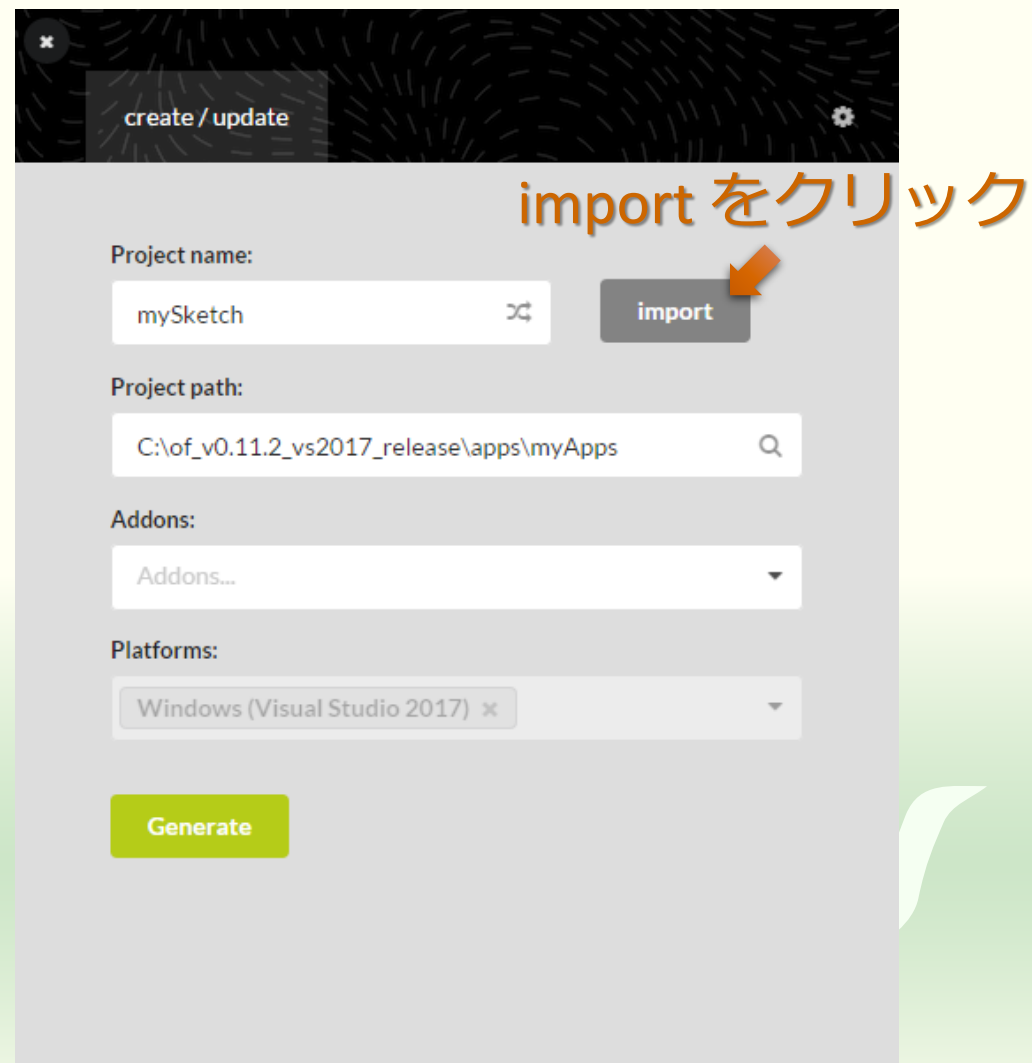 create / update
import をクリック
Project name:
mySketch
import
Project path:
C:\of_v0.11.2_vs2017_release\apps\myApps
Addons:
Addons...
Platforms:
Windows (Visual Studio 2017)
Generate